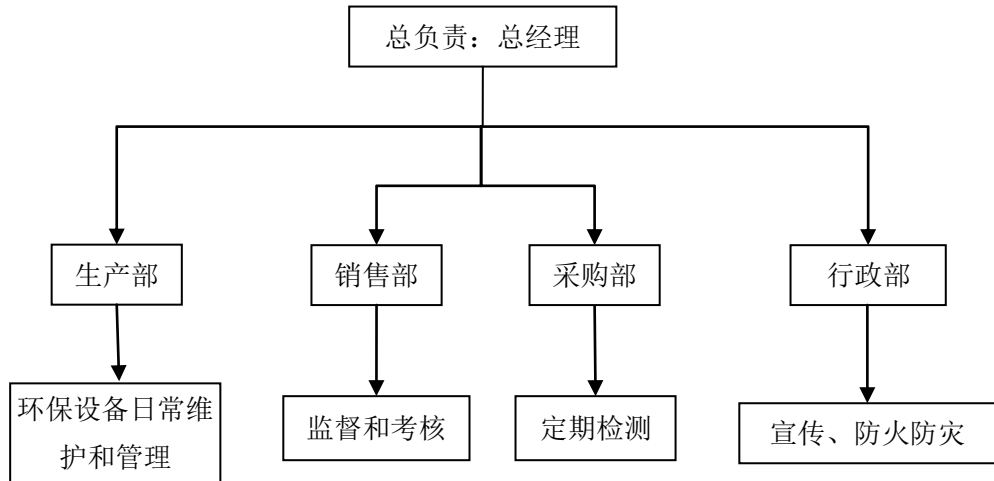 总负责：总经理
生产部
销售部
采购部
行政部
环保设备日常维
护和管理
监督和考核
定期检测
宣传、防火防灾